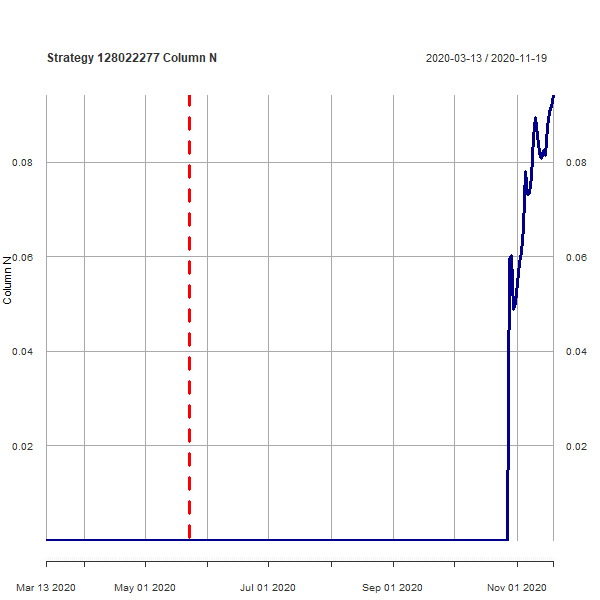 Strategy 128022277 Column N
2020-03-13 / 2020-11-19
0.08
0.08
0.06
0.06
Column N
0.04
0.04
0.02
0.02
Mar 13 2020
May 01 2020
Jul 01 2020
Sep 01 2020
Nov 01 2020